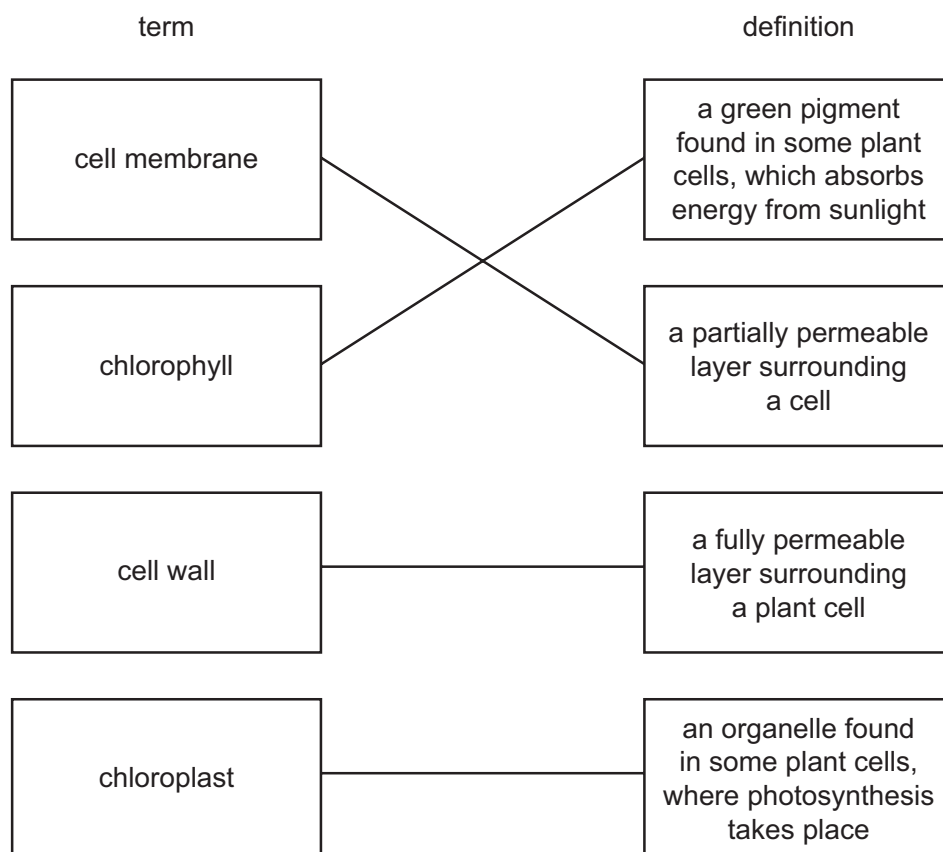 term
definition
cell membrane
a green pigment
found in some plant
cells, which absorbs
energy from sunlight
chlorophyll
a partially permeable
layer surrounding
a cell
cell wall
a fully permeable
layer surrounding
a plant cell
chloroplast
an organelle found
in some plant cells,
where photosynthesis
takes place